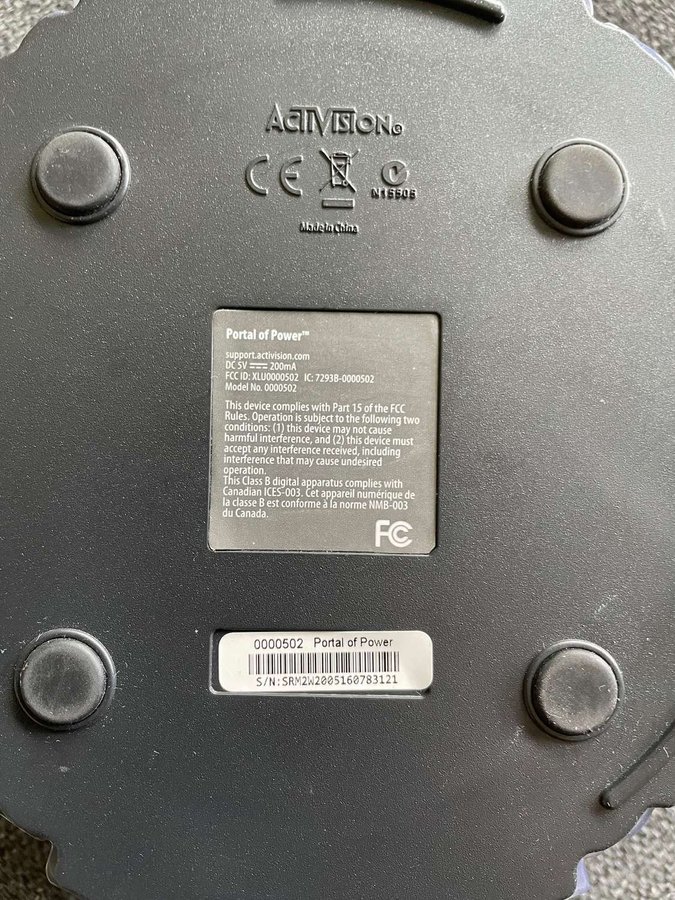 ACTIVISION®
CE N15505
Made in China
Portal of Power™
support.activision.com
DC 5V ⎓ 200mA
FCC ID: XLU0000502 IC: 7293B-0000502
Model No. 0000502
This device complies with Part 15 of the FCC
Rules. Operation is subject to the following two
conditions: (1) this device may not cause
harmful interference, and (2) this device must
accept any interference received, including
interference that may cause undesired
operation.
This Class B digital apparatus complies with
Canadian ICES-003. Cet appareil numérique de
la classe B est conforme à la norme NMB-003
du Canada.
FC
0000502 Portal of Power
S/N:SRM2W2005160783121